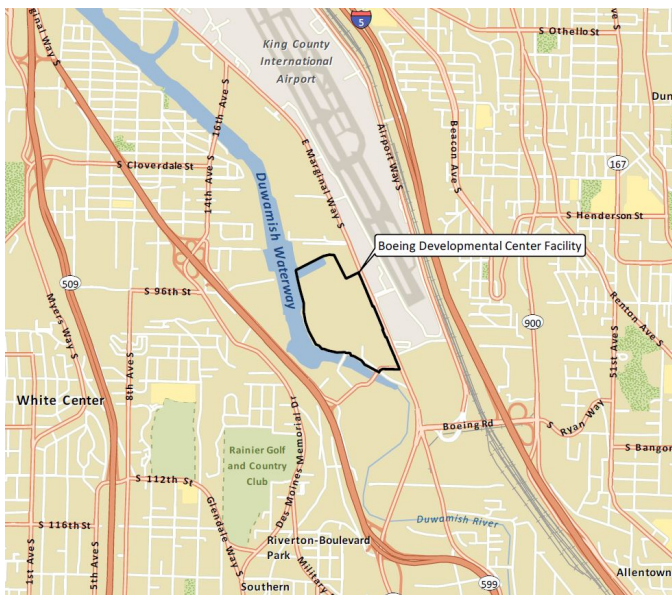 Marginal Way S
5
S Othello St
King County
International
Airport
16th Ave S
Dun
Beacon Ave S
Airport Way S
E Marginal Way S
167
S Cloverdale St
14th Ave S
Duwamish Waterway
S Henderson St
Boeing Developmental Center Facility
509
S 96th St
Myers Way S
Renton Ave S
51st Ave S
900
8th Ave S
White Center
Des Moines Memorial Dr
Boeing Rd
S Ryan Way
S Bangor
Rainier Golf
and Country
Club
S 112th St
Glendale Way S
S 116th St
Duwamish River
1st Ave S
5th Ave S
Riverton-Boulevard
Park
Military
Southern
599
Allentown